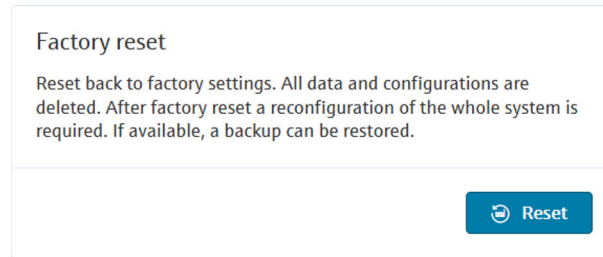 Factory reset
Reset back to factory settings. All data and configurations are
deleted. After factory reset a reconfiguration of the whole system is
required. If available, a backup can be restored.
Reset